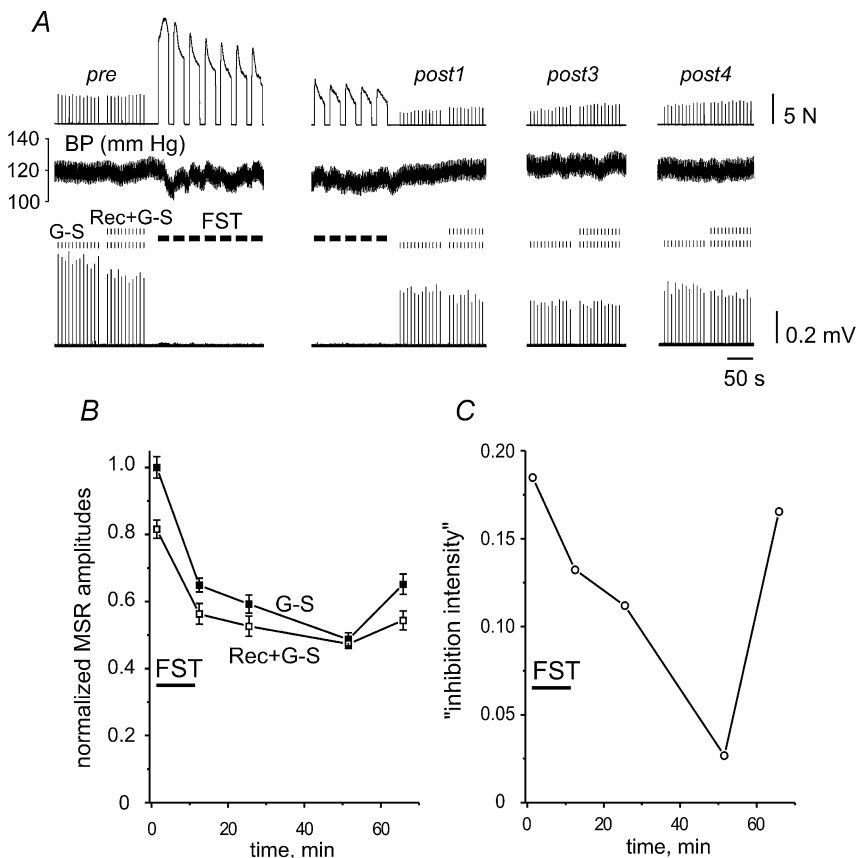 A
pre
post1
post3
post4
5 N
140
BP (mm Hg)
120
100
Rec+G-S
FST
G-S
0.2 mV
50 s
B
C
1.0
0.8
0.6
0.4
0.2
0
normalized MSR amplitudes
G-S
Rec+G-S
FST
0 20 40 60
time, min
0.20
0.15
0.10
0.05
0
"inhibition intensity"
FST
0 20 40 60
time, min